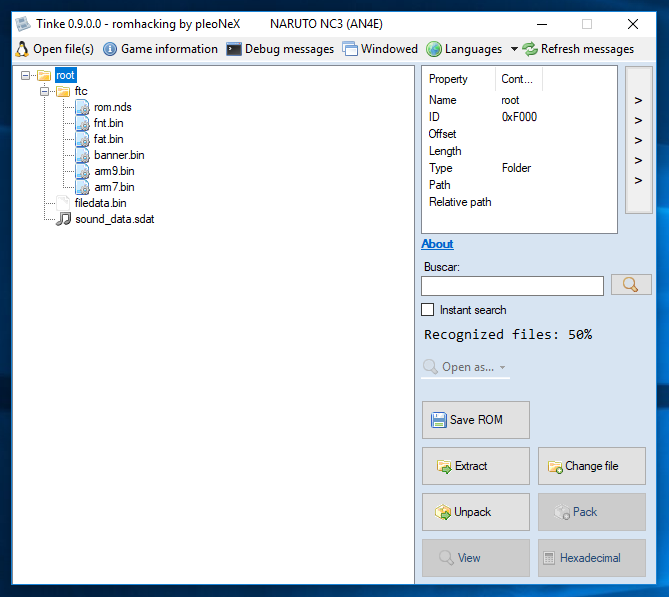 Tinke 0.9.0.0 - romhacking by pleoNeX NARUTO NC3 (AN4E)
Open file(s) Game information Debug messages Windowed Languages Refresh messages
root
ftc
rom.nds
fnt.bin
fat.bin
banner.bin
arm9.bin
arm7.bin
filedata.bin
sound_data.sdat
Property Cont...
Name root
ID 0xF000
Offset
Length
Type Folder
Path
Relative path
>
>
>
>
>
About
Buscar:
Instant search
Recognized files: 50%
Open as...
Save ROM
Extract Change file
Unpack Pack
View Hexadecimal